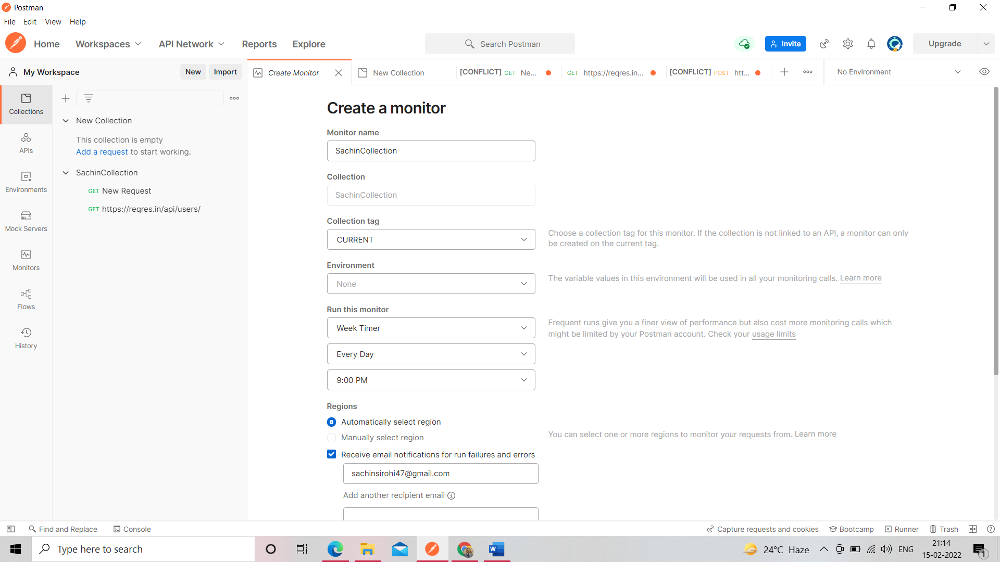 Postman
File Edit View Help
Home Workspaces API Network Reports Explore Search Postman Invite Upgrade
My Workspace New Import Create Monitor New Collection [CONFLICT] GET Ne... GET https://reqres.in... [CONFLICT] POST htt... No Environment
Collections
APIs
Environments
Mock Servers
Monitors
Flows
History
New Collection
This collection is empty
Add a request to start working.
SachinCollection
GET New Request
GET https://reqres.in/api/users/
Create a monitor
Monitor name
SachinCollection
Collection
SachinCollection
Collection tag
CURRENT
Choose a collection tag for this monitor. If the collection is not linked to an API, a monitor can only
be created on the current tag.
Environment
None
The variable values in this environment will be used in all your monitoring calls. Learn more
Run this monitor
Week Timer
Frequent runs give you a finer view of performance but also cost more monitoring calls which
might be limited by your Postman account. Check your usage limits
Every Day
9:00 PM
Regions
Automatically select region
Manually select region
You can select one or more regions to monitor your requests from. Learn more
Receive email notifications for run failures and errors
sachinsirohi47@gmail.com
Add another recipient email
Find and Replace Console Capture requests and cookies Bootcamp Runner Trash
Type here to search W 24°C Haze ENG 21:14
15-02-2022 1